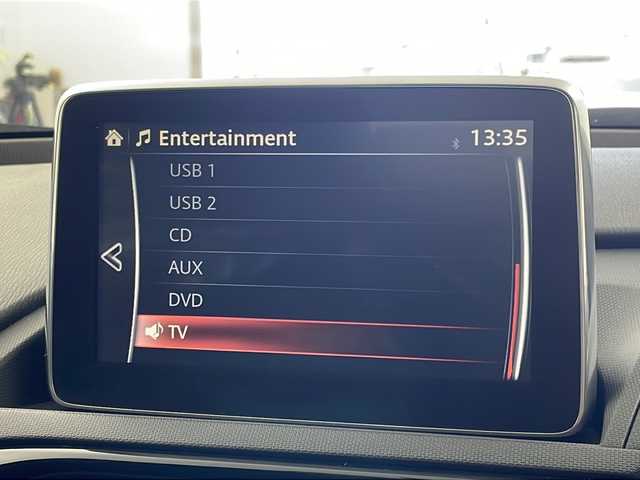 Entertainment 13:35
USB 1
USB 2
CD
AUX
DVD
TV